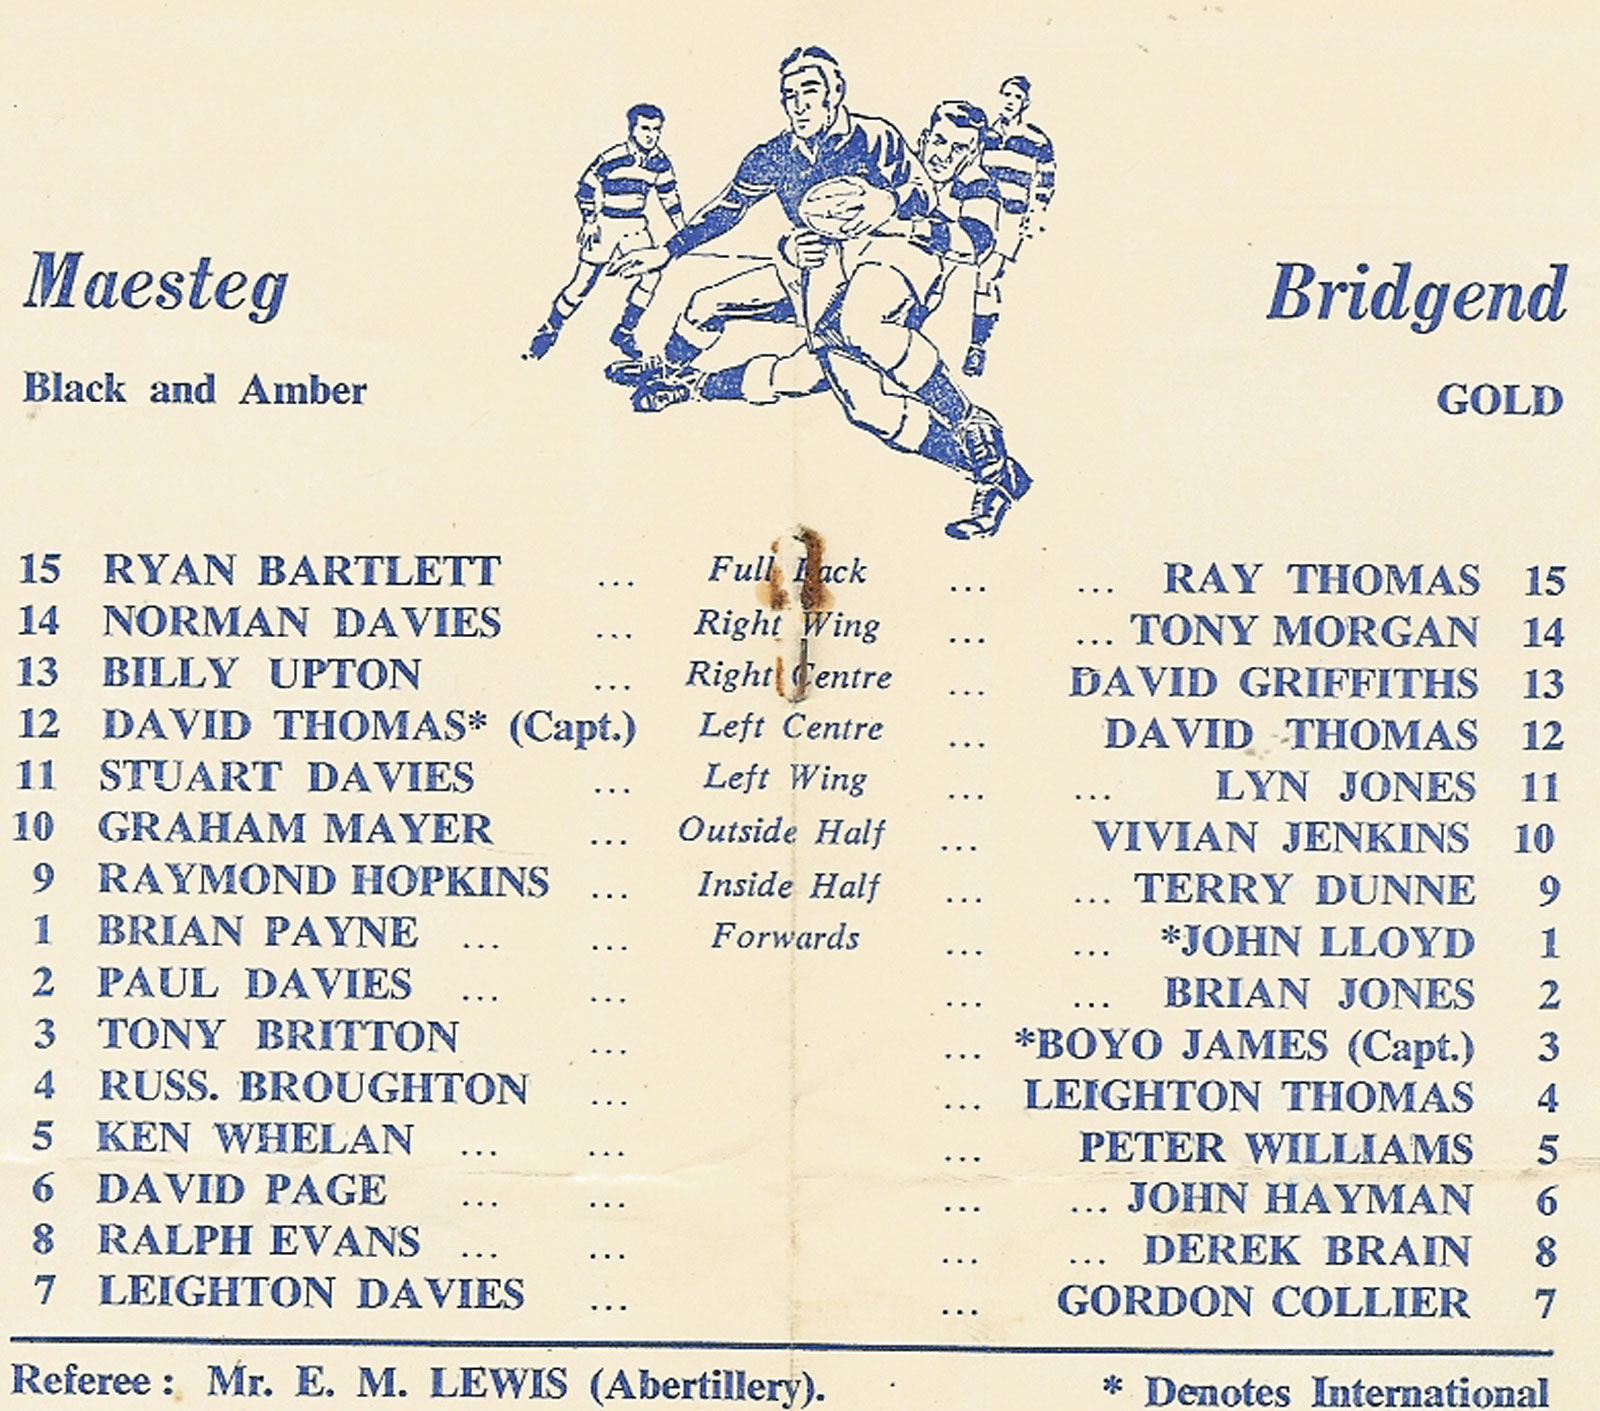 Maesteg Bridgend
Black and Amber GOLD
15 RYAN BARTLETT ... Full Back ... ... RAY THOMAS 15
14 NORMAN DAVIES ... Right Wing ... ... TONY MORGAN 14
13 BILLY UPTON ... Right Centre ... DAVID GRIFFITHS 13
12 DAVID THOMAS* (Capt.) Left Centre ... DAVID THOMAS 12
11 STUART DAVIES ... Left Wing ... ... LYN JONES 11
10 GRAHAM MAYER ... Outside Half ... VIVIAN JENKINS 10
9 RAYMOND HOPKINS ... Inside Half ... ... TERRY DUNNE 9
1 BRIAN PAYNE ... ... Forwards ... ... *JOHN LLOYD 1
2 PAUL DAVIES ... ... ... ... BRIAN JONES 2
3 TONY BRITTON ... ... *BOYO JAMES (Capt.) 3
4 RUSS. BROUGHTON ... ... LEIGHTON THOMAS 4
5 KEN WHELAN ... ... ... PETER WILLIAMS 5
6 DAVID PAGE ... ... ... ... JOHN HAYMAN 6
8 RALPH EVANS ... ... ... ... DEREK BRAIN 8
7 LEIGHTON DAVIES ... ... GORDON COLLIER 7
Referee : Mr. E. M. LEWIS (Abertillery). * Denotes International